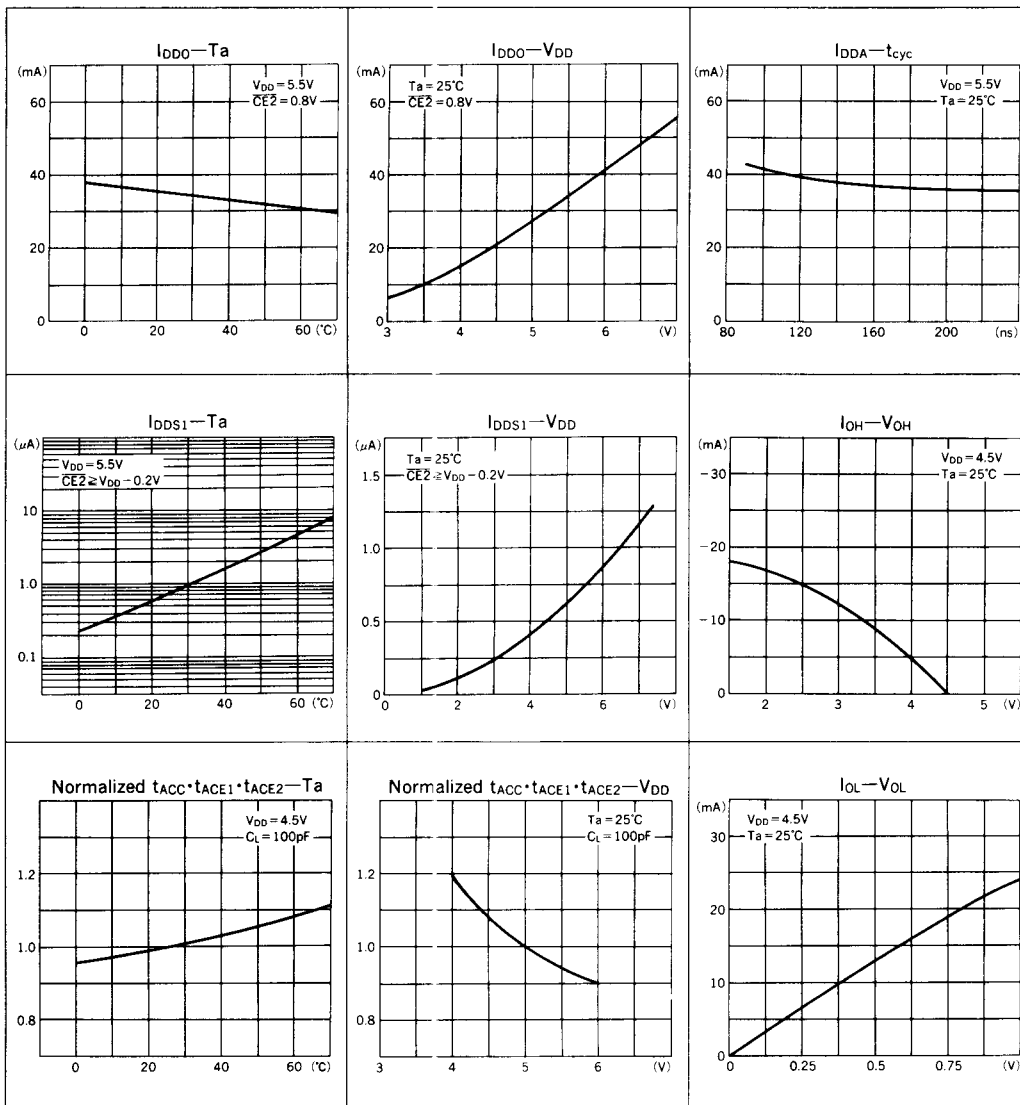 IDDO—Ta
(mA)
VDD=5.5V
CE2=0.8V
60
40
20
0
0 20 40 60 (°C)
IDDO—VDD
(mA)
Ta=25°C
CE2=0.8V
60
40
20
0
3 4 5 6 (V)
IDDA—tcyc
(mA)
VDD=5.5V
Ta=25°C
60
40
20
0
80 120 160 200 (ns)
IDDS1—Ta
(μA)
VDD=5.5V
CE2≧VDD−0.2V
10
1.0
0.1
0 20 40 60 (°C)
IDDS1—VDD
(μA)
Ta=25°C
CE2≧VDD−0.2V
1.5
1.0
0.5
0
0 2 4 6 (V)
IOH—VOH
(mA)
VDD=4.5V
Ta=25°C
−30
−20
−10
0
2 3 4 5 (V)
Normalized tACC•tACE1•tACE2—Ta
VDD=4.5V
CL=100pF
1.2
1.0
0.8
0 20 40 60 (°C)
Normalized tACC•tACE1•tACE2—VDD
Ta=25°C
CL=100pF
1.2
1.0
0.8
3 4 5 6 (V)
IOL—VOL
(mA)
VDD=4.5V
Ta=25°C
30
20
10
0
0 0.25 0.5 0.75 (V)